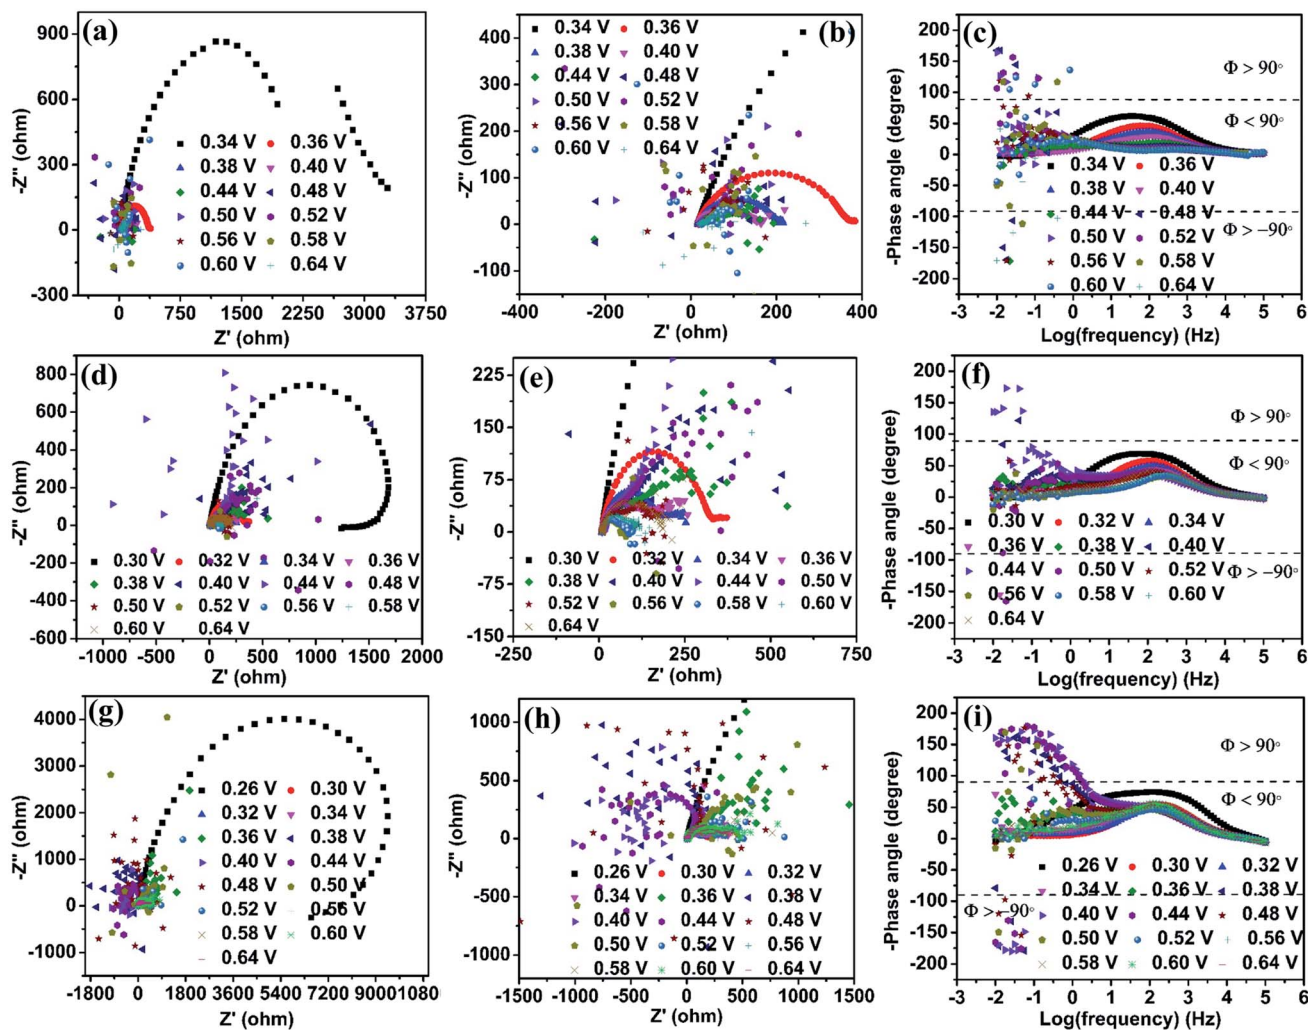 (a)
-Z" (ohm)
900
600
300
0
-300
0.34 V 0.36 V
0.38 V 0.40 V
0.44 V 0.48 V
0.50 V 0.52 V
0.56 V 0.58 V
0.60 V 0.64 V
0 750 1500 2250 3000 3750
Z' (ohm)
(b)
-Z" (ohm)
400
300
200
100
0
-100
0.34 V 0.36 V
0.38 V 0.40 V
0.44 V 0.48 V
0.50 V 0.52 V
0.56 V 0.58 V
0.60 V 0.64 V
-400 -200 0 200 400
Z' (ohm)
(c)
-Phase angle (degree)
200
150
100
50
0
-50
-100
-150
-200
Φ > 90°
Φ < 90°
Φ > −90°
0.34 V 0.36 V
0.38 V 0.40 V
0.44 V 0.48 V
0.50 V 0.52 V
0.56 V 0.58 V
0.60 V 0.64 V
-3 -2 -1 0 1 2 3 4 5 6
Log(frequency) (Hz)
(d)
-Z" (ohm)
800
600
400
200
0
-200
-400
-600
0.30 V 0.32 V 0.34 V 0.36 V
0.38 V 0.40 V 0.44 V 0.48 V
0.50 V 0.52 V 0.56 V 0.58 V
0.60 V 0.64 V
-1000 -500 0 500 1000 1500 2000
Z' (ohm)
(e)
-Z" (ohm)
225
150
75
0
-75
-150
0.30 V 0.32 V 0.34 V 0.36 V
0.38 V 0.40 V 0.44 V 0.50 V
0.52 V 0.56 V 0.58 V 0.60 V
0.64 V
-250 0 250 500 750
Z' (ohm)
(f)
-Phase angle (degree)
200
150
100
50
0
-50
-100
-150
-200
Φ > 90°
Φ < 90°
Φ > −90°
0.30 V 0.32 V 0.34 V
0.36 V 0.38 V 0.40 V
0.44 V 0.50 V 0.52 V
0.56 V 0.58 V 0.60 V
0.64 V
-3 -2 -1 0 1 2 3 4 5 6
Log(frequency) (Hz)
(g)
-Z" (ohm)
4000
3000
2000
1000
0
-1000
0.26 V 0.30 V
0.32 V 0.34 V
0.36 V 0.38 V
0.40 V 0.44 V
0.48 V 0.50 V
0.52 V 0.56 V
0.58 V 0.60 V
0.64 V
-1800 0 1800 3600 5400 7200 9000 1080
Z' (ohm)
(h)
-Z" (ohm)
1000
500
0
-500
-1000
0.26 V 0.30 V 0.32 V
0.34 V 0.36 V 0.38 V
0.40 V 0.44 V 0.48 V
0.50 V 0.52 V 0.56 V
0.58 V 0.60 V 0.64 V
-1500 -1000 -500 0 500 1000 1500
Z' (ohm)
(i)
-Phase angle (degree)
200
150
100
50
0
-50
-100
-150
-200
Φ > 90°
Φ < 90°
Φ > −90°
0.26 V 0.30 V 0.32 V
0.34 V 0.36 V 0.38 V
0.40 V 0.44 V 0.48 V
0.50 V 0.52 V 0.56 V
0.58 V 0.60 V 0.64 V
-3 -2 -1 0 1 2 3 4 5 6
Log(frequency) (Hz)